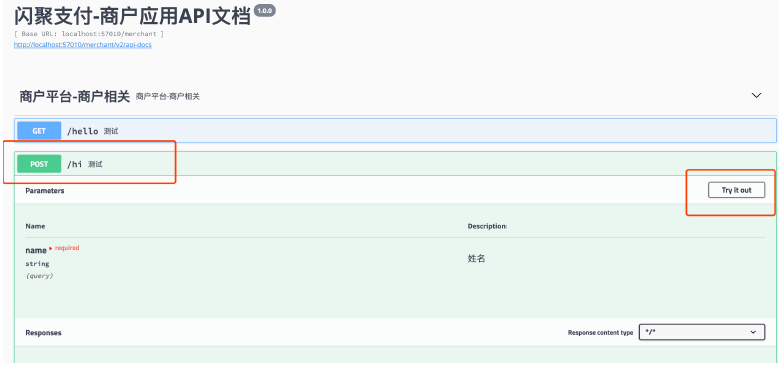 闪聚支付-商户应用API文档 1.0.0
[ Base URL: localhost:57010/merchant ]
http://localhost:57010/merchant/v2/api-docs
商户平台-商户相关 商户平台-商户相关
GET /hello 测试
POST /hi 测试
Parameters Try it out
Name Description
name * required 姓名
string
(query)
Responses Response content type */*